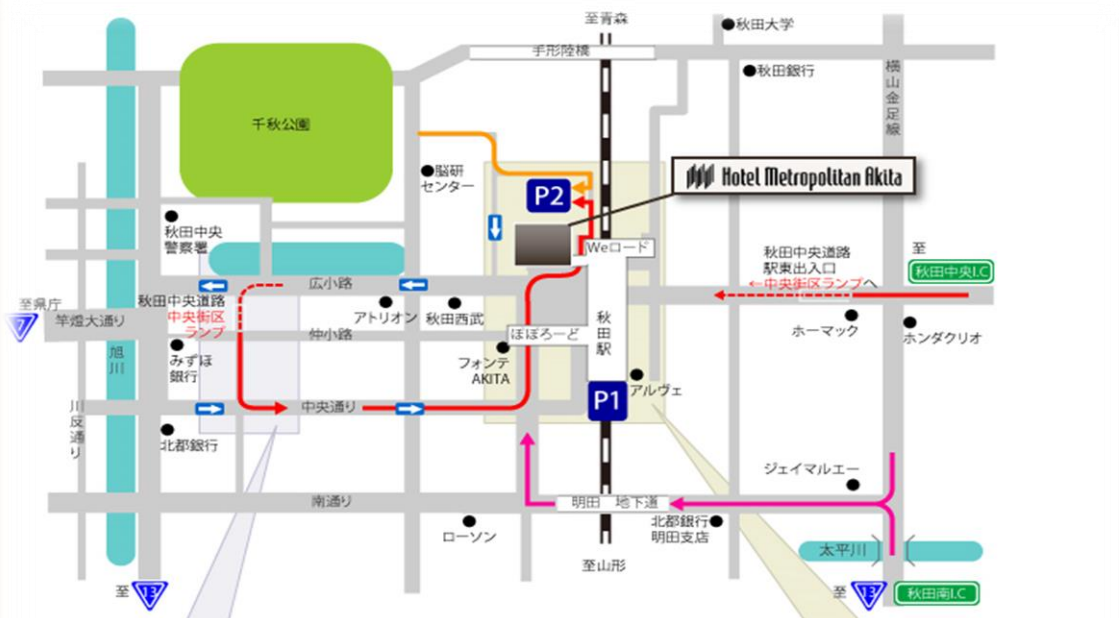 至青森
秋田大学
手形陸橋
秋田銀行
横山金足線
千秋公園
脳研
センター
P2
Hotel Metropolitan Akita
秋田中央
警察署
Weロード
秋田中央道路
駅東出入口
←中央街区ランプへ
至
秋田中央I.C
広小路
至県庁
7
竿燈大通り
秋田中央道路
中央街区
ランプ
アトリオン
秋田西武
ぽぽろーど
秋田駅
ホーマック
ホンダクリオ
仲小路
旭川
みずほ
銀行
フォンテ
AKITA
アルヴェ
P1
川反通り
中央通り
北都銀行
ジェイマルエー
南通り
明田 地下道
ローソン
北都銀行
明田支店
太平川
至山形
至
13
至
13
秋田南I.C